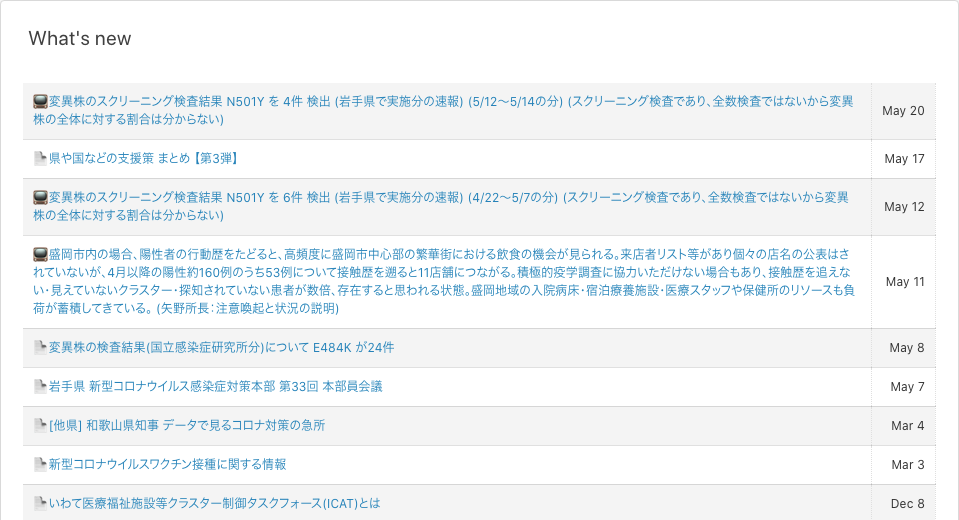 What's new
変異株のスクリーニング検査結果 N501Y を 4件 検出 (岩手県で実施分の速報) (5/12〜5/14の分) (スクリーニング検査であり、全数検査ではないから変異
株の全体に対する割合は分からない)
May 20
県や国などの支援策 まとめ 【第3弾】
May 17
変異株のスクリーニング検査結果 N501Y を 6件 検出 (岩手県で実施分の速報) (4/22〜5/7の分) (スクリーニング検査であり、全数検査ではないから変異
株の全体に対する割合は分からない)
May 12
盛岡市内の場合、陽性者の行動歴をたどると、高頻度に盛岡市中心部の繁華街における飲食の機会が見られる。来店者リスト等があり個々の店名の公表はさ
れていないが、4月以降の陽性約160例のうち53例について接触歴を遡ると11店舗につながる。積極的疫学調査に協力いただけない場合もあり、接触歴を追えな
い・見えていないクラスター・探知されていない患者が数倍、存在すると思われる状態。盛岡地域の入院病床・宿泊療養施設・医療スタッフや保健所のリソースも負
荷が蓄積してきている。 (矢野所長：注意喚起と状況の説明)
May 11
変異株の検査結果(国立感染症研究所分)について E484K が24件
May 8
岩手県 新型コロナウイルス感染症対策本部 第33回 本部員会議
May 7
[他県] 和歌山県知事 データで見るコロナ対策の急所
Mar 4
新型コロナウイルスワクチン接種に関する情報
Mar 3
いわて医療福祉施設等クラスター制御タスクフォース(ICAT)とは
Dec 8